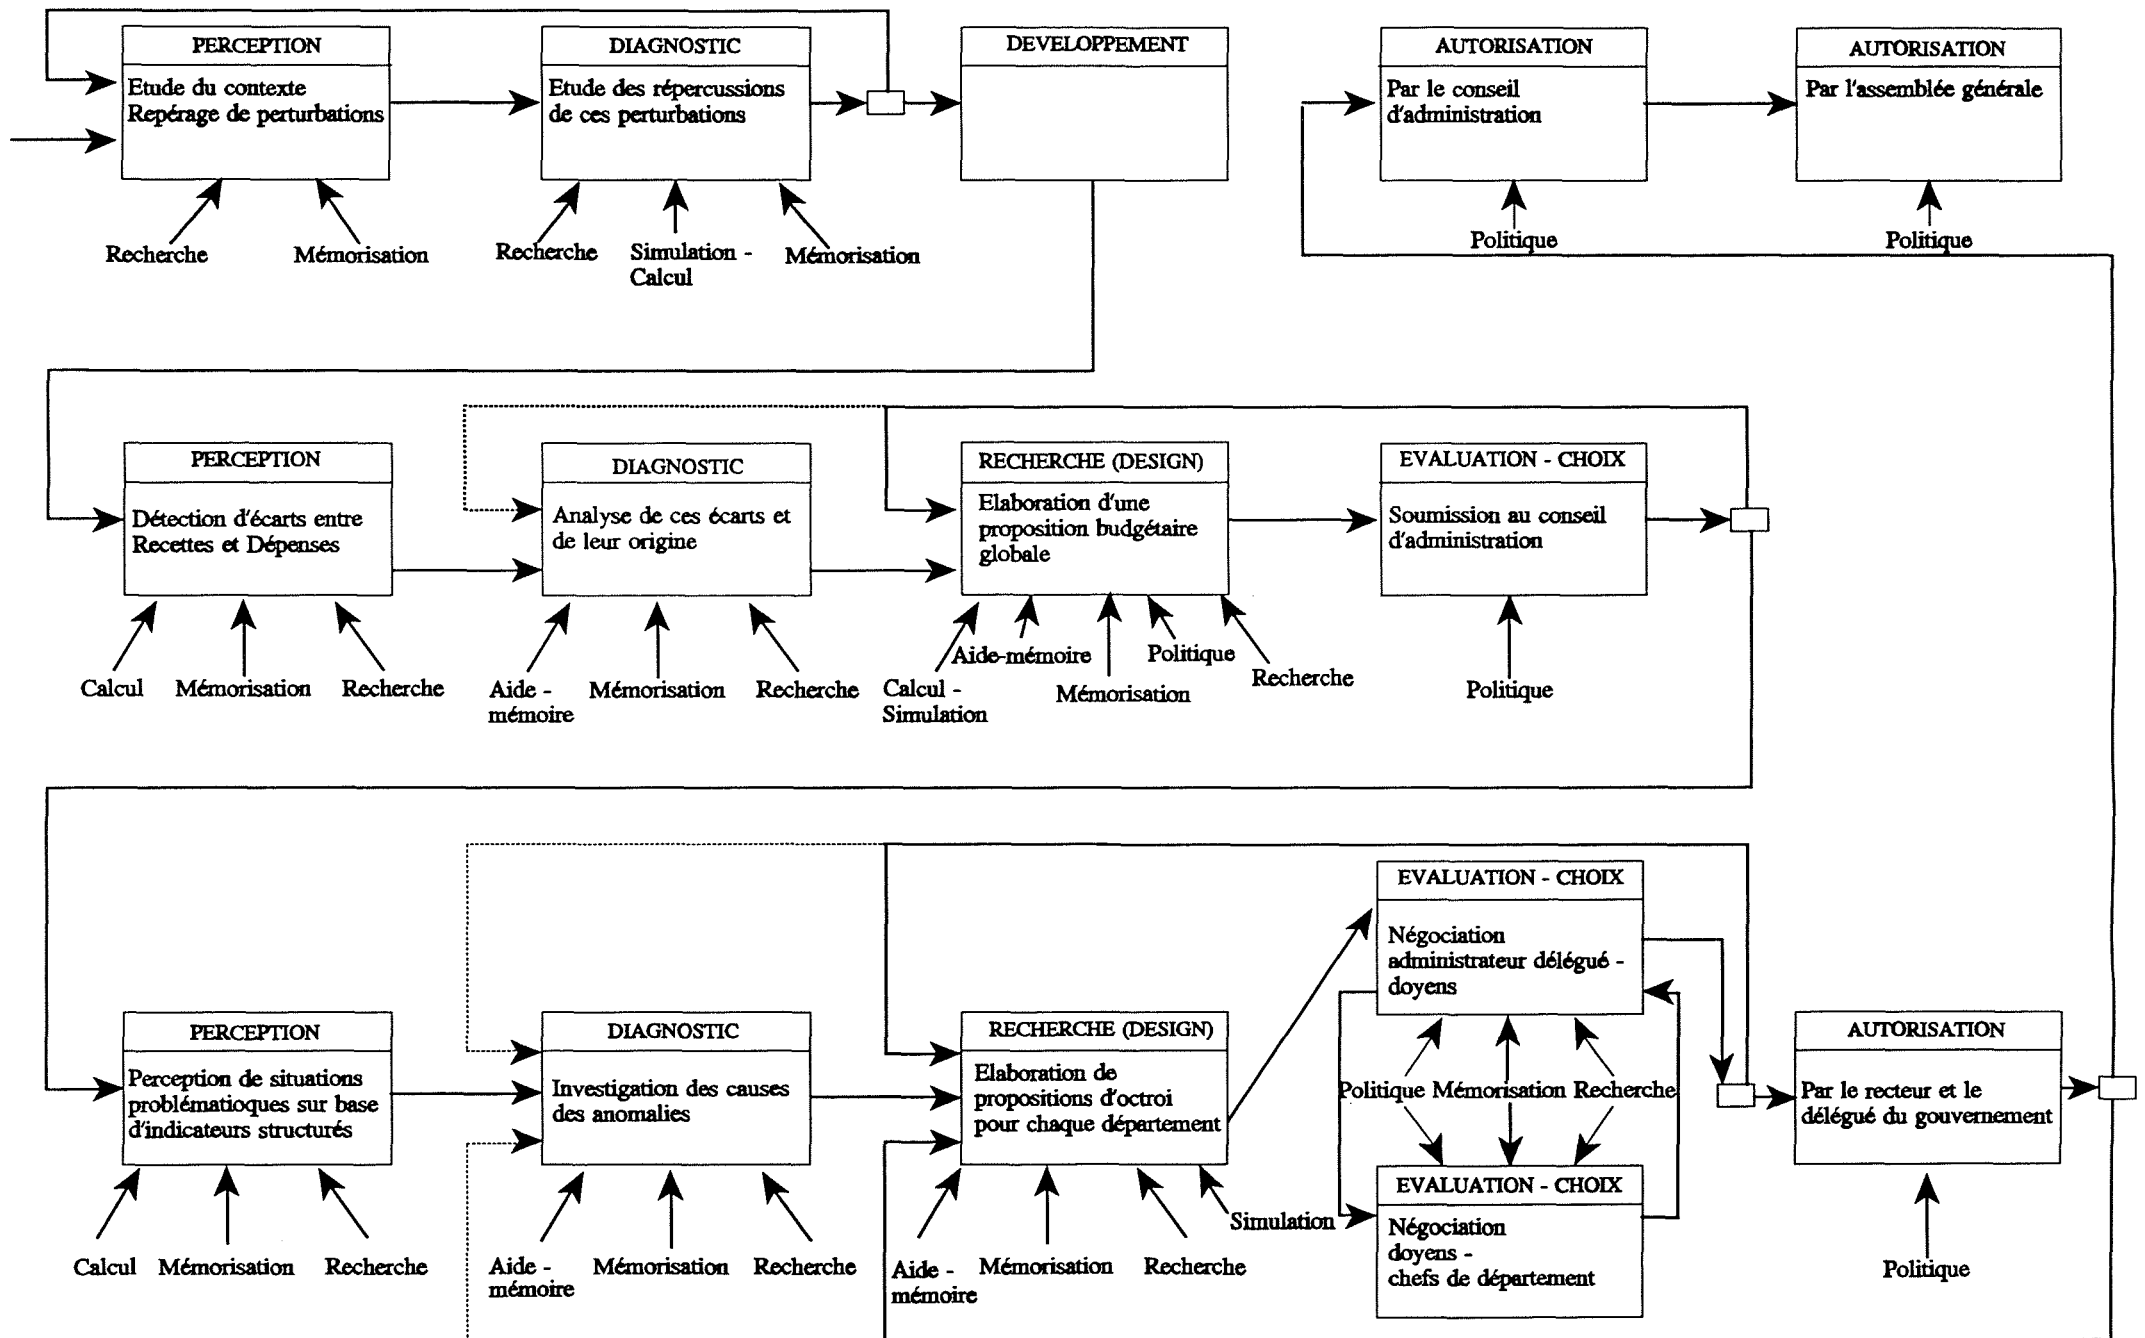 PERCEPTION
Etude du contexte
Repérage de perturbations
Recherche
Mémorisation
DIAGNOSTIC
Etude des répercussions
de ces perturbations
Recherche
Simulation -
Calcul
Mémorisation
DEVELOPPEMENT
AUTORISATION
Par le conseil
d'administration
Politique
AUTORISATION
Par l'assemblée générale
Politique
PERCEPTION
Détection d'écarts entre
Recettes et Dépenses
Calcul
Mémorisation
Recherche
DIAGNOSTIC
Analyse de ces écarts et
de leur origine
Aide -
mémoire
Mémorisation
Recherche
RECHERCHE (DESIGN)
Elaboration d'une
proposition budgétaire
globale
Calcul -
Simulation
Aide-mémoire
Mémorisation
Politique
Recherche
EVALUATION - CHOIX
Soumission au conseil
d'administration
Politique
PERCEPTION
Perception de situations
problématioques sur base
d'indicateurs structurés
Calcul
Mémorisation
Recherche
DIAGNOSTIC
Investigation des causes
des anomalies
Aide -
mémoire
Mémorisation
Recherche
RECHERCHE (DESIGN)
Elaboration de
propositions d'octroi
pour chaque département
Aide -
mémoire
Mémorisation
Recherche
Simulation
EVALUATION - CHOIX
Négociation
administrateur délégué -
doyens
Politique Mémorisation Recherche
EVALUATION - CHOIX
Négociation
doyens -
chefs de département
AUTORISATION
Par le recteur et le
délégué du gouvernement
Politique